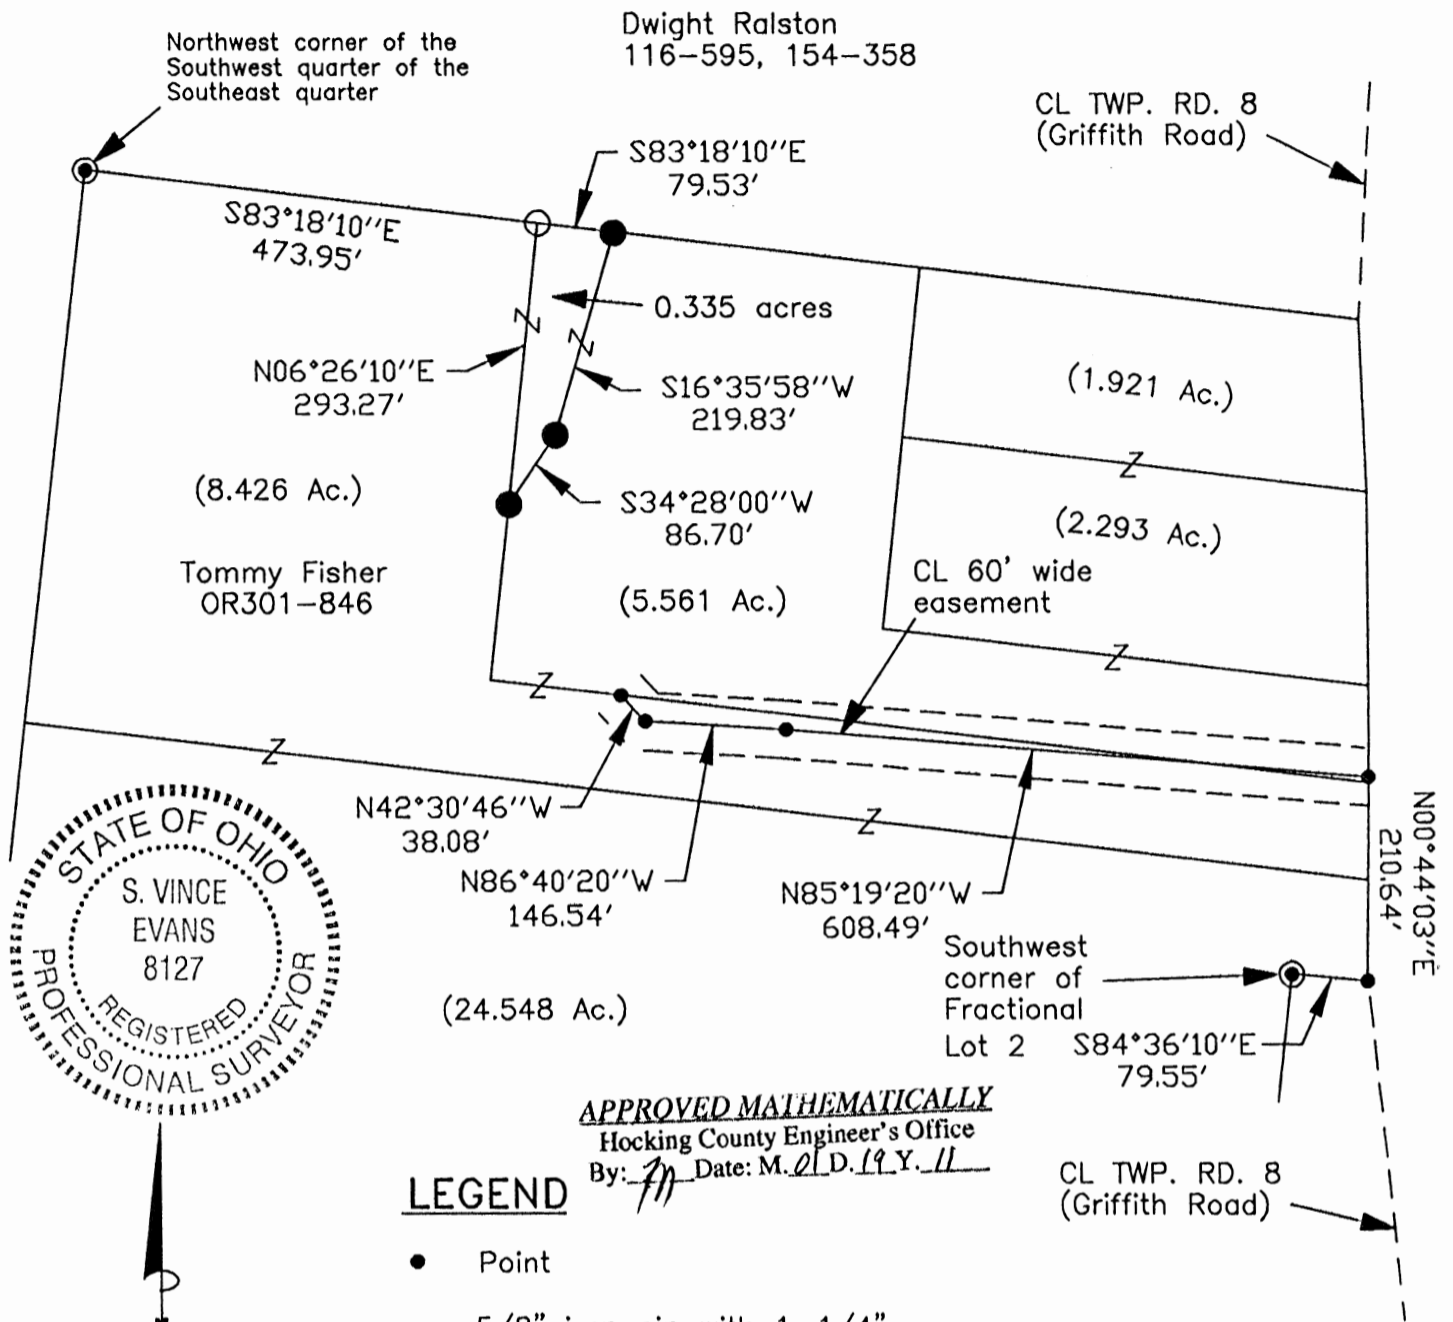 Dwight Ralston
116-595, 154-358
Northwest corner of the
Southwest quarter of the
Southeast quarter
CL TWP. RD. 8
(Griffith Road)
S83°18'10''E
79.53'
S83°18'10''E
473.95'
0.335 acres
N06°26'10''E
293.27'
S16°35'58''W
219.83'
(1.921 Ac.)
(8.426 Ac.)
S34°28'00''W
86.70'
(2.293 Ac.)
Tommy Fisher
OR301-846
(5.561 Ac.)
CL 60' wide
easement
N42°30'46''W
38.08'
N86°40'20''W
146.54'
N85°19'20''W
608.49'
N00°44'03''E
210.64'
STATE OF OHIO
S. VINCE
EVANS
8127
REGISTERED
PROFESSIONAL SURVEYOR
Southwest
corner of
Fractional
Lot 2
S84°36'10''E
79.55'
(24.548 Ac.)
APPROVED MATHEMATICALLY
Hocking County Engineer's Office
By: Date: M. 01 D. 19 Y. 11
CL TWP. RD. 8
(Griffith Road)
LEGEND
Point